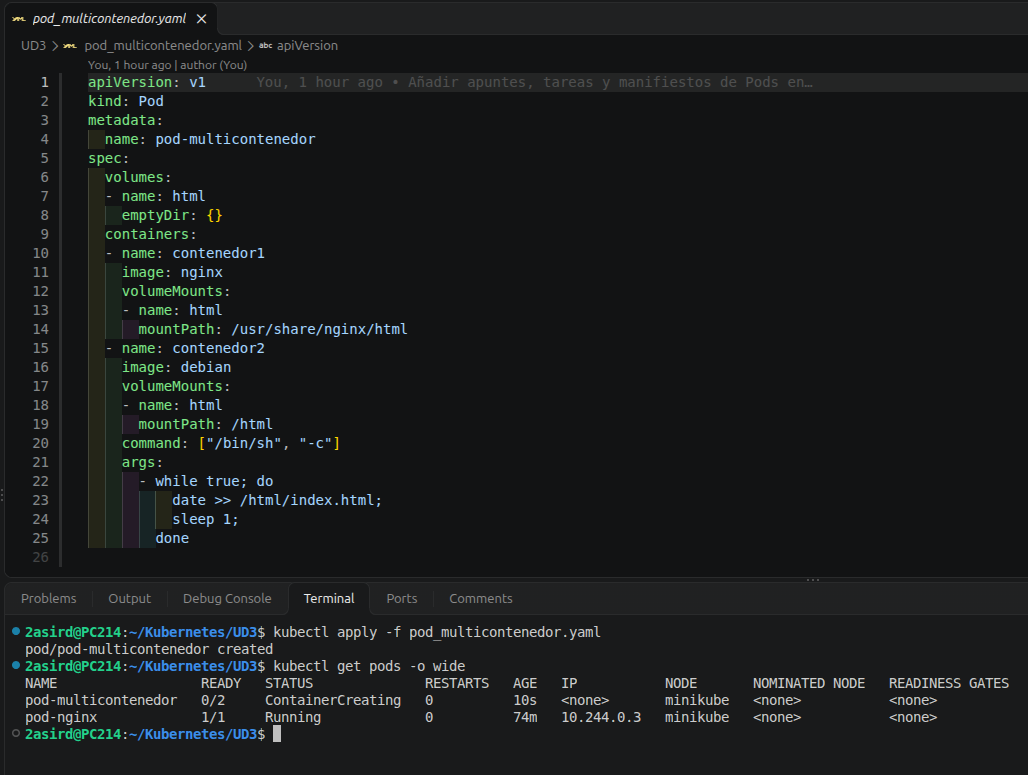 pod_multicontenedor.yaml
UD3 > pod_multicontenedor.yaml > abc apiVersion
You, 1 hour ago | author (You)
1 apiVersion: v1 You, 1 hour ago • Añadir apuntes, tareas y manifiestos de Pods en…
2 kind: Pod
3 metadata:
4 name: pod-multicontenedor
5 spec:
6 volumes:
7 - name: html
8 emptyDir: {}
9 containers:
10 - name: contenedor1
11 image: nginx
12 volumeMounts:
13 - name: html
14 mountPath: /usr/share/nginx/html
15 - name: contenedor2
16 image: debian
17 volumeMounts:
18 - name: html
19 mountPath: /html
20 command: ["/bin/sh", "-c"]
21 args:
22 - while true; do
23 date >> /html/index.html;
24 sleep 1;
25 done
26
Problems Output Debug Console Terminal Ports Comments
2asird@PC214:~/Kubernetes/UD3$ kubectl apply -f pod_multicontenedor.yaml
pod/pod-multicontenedor created
2asird@PC214:~/Kubernetes/UD3$ kubectl get pods -o wide
NAME READY STATUS RESTARTS AGE IP NODE NOMINATED NODE READINESS GATES
pod-multicontenedor 0/2 ContainerCreating 0 10s <none> minikube <none> <none>
pod-nginx 1/1 Running 0 74m 10.244.0.3 minikube <none> <none>
2asird@PC214:~/Kubernetes/UD3$